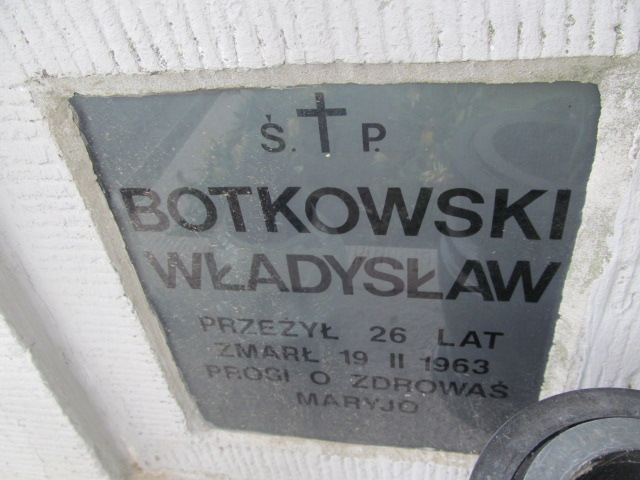 Ś. P.
BOTKOWSKI
WŁADYSŁAW
PRZEŻYŁ 26 LAT
ZMARŁ 19 II 1963
PROSI O ZDROWAŚ
MARYJO